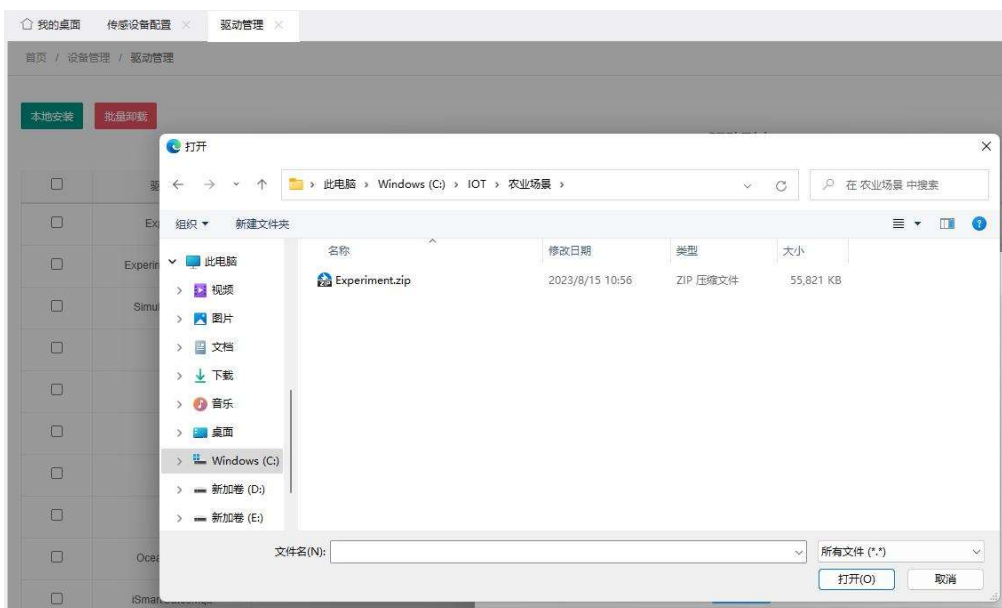 我的桌面 传感设备配置 × 驱动管理 ×
首页 / 设备管理 / 驱动管理
本地安装 批量卸载
打开
此电脑 › Windows (C:) › IOT › 农业场景 ›
在 农业场景 中搜索
组织 新建文件夹
名称 修改日期 类型 大小
此电脑
Experiment.zip 2023/8/15 10:56 ZIP 压缩文件 55,821 KB
视频
图片
文档
下载
音乐
桌面
Windows (C:)
新加卷 (D:)
新加卷 (E:)
文件名(N): 所有文件 (*.*)
打开(O) 取消